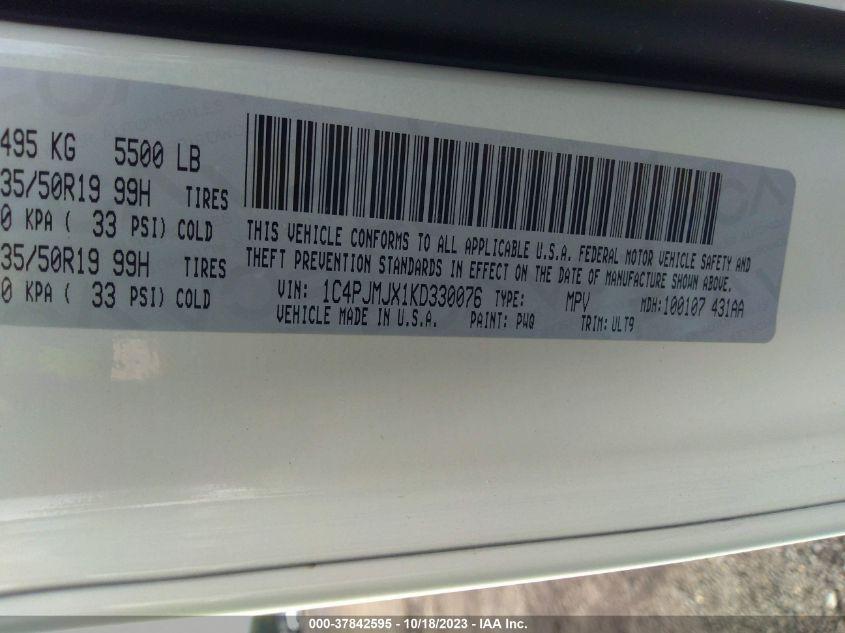 495 KG 5500 LB
35/50R19 99H TIRES
0 KPA ( 33 PSI) COLD
35/50R19 99H TIRES
0 KPA ( 33 PSI) COLD
THIS VEHICLE CONFORMS TO ALL APPLICABLE U.S.A. FEDERAL MOTOR VEHICLE SAFETY AND
THEFT PREVENTION STANDARDS IN EFFECT ON THE DATE OF MANUFACTURE SHOWN ABOVE.
VIN: 1C4PJMJX1KD330076 TYPE: MPV MDH:100107 431AA
VEHICLE MADE IN U.S.A. PAINT: PWQ TRIM: ULT9
000-37842595 - 10/18/2023 - IAA Inc.